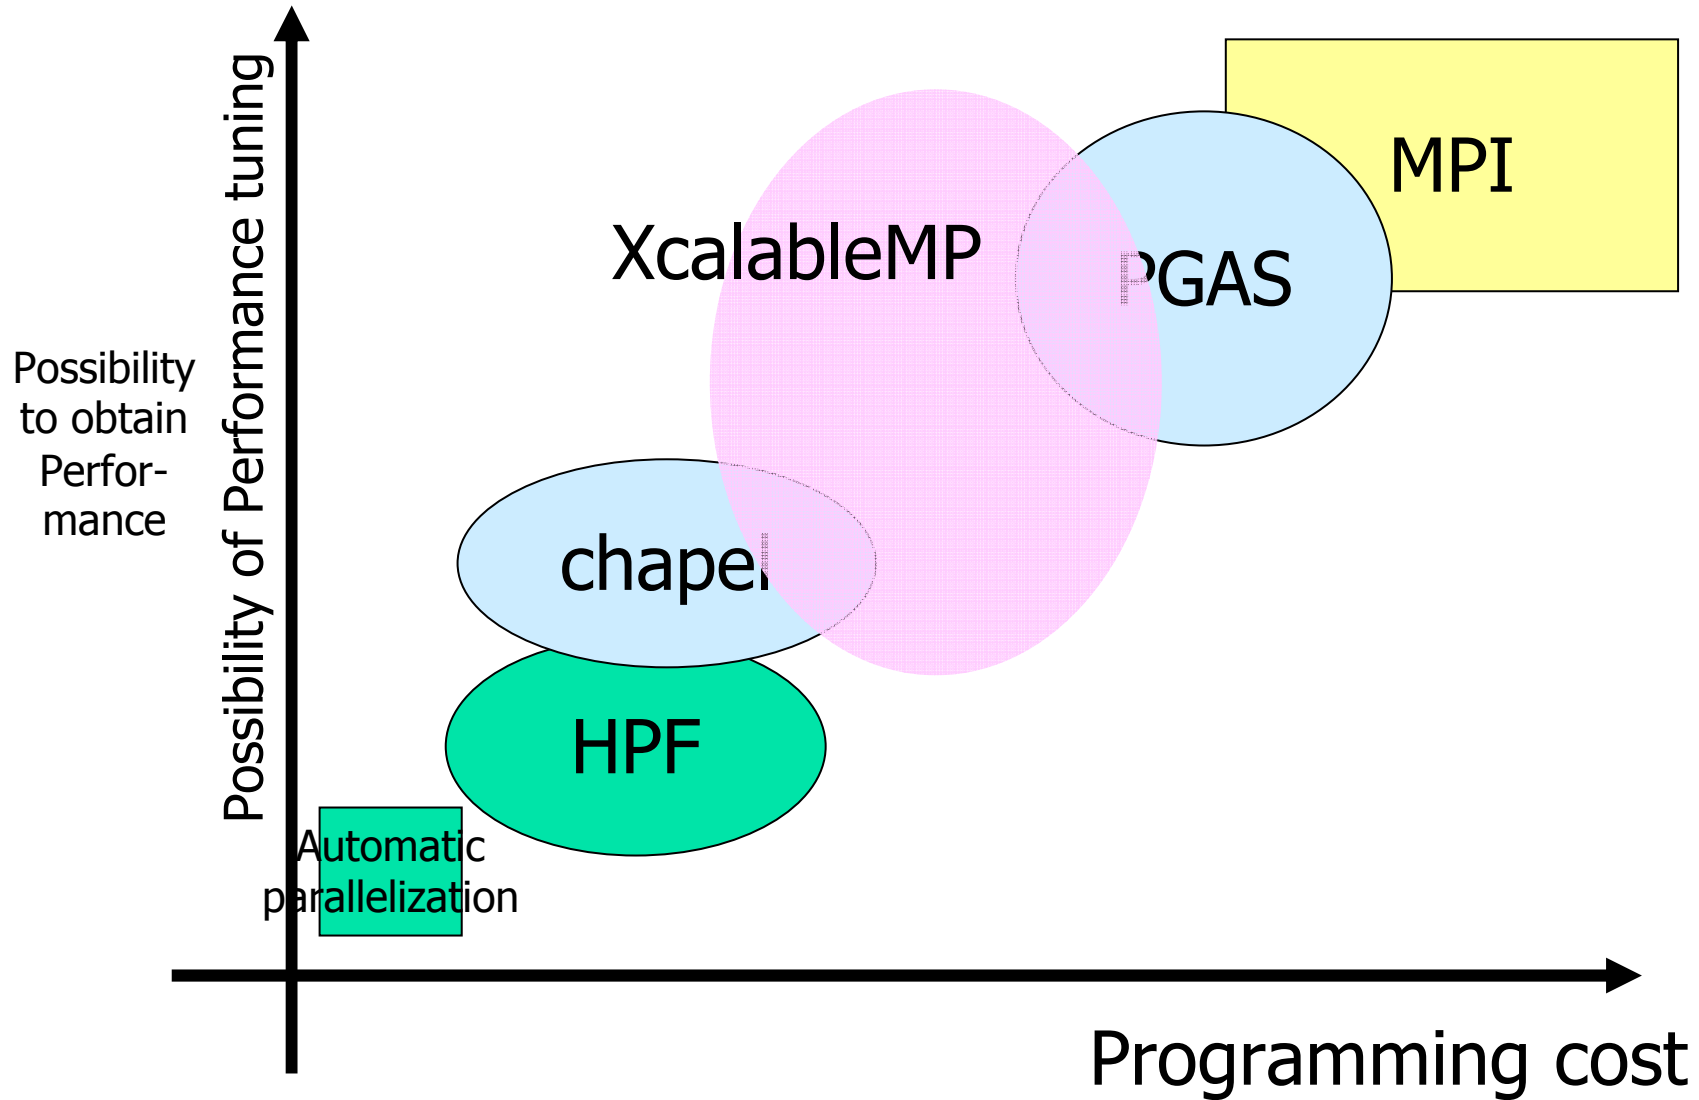 Possibility of Performance tuning
MPI
XcalableMP
PGAS
Possibility
to obtain
Perfor-
mance
chapel
HPF
Automatic
parallelization
Programming cost